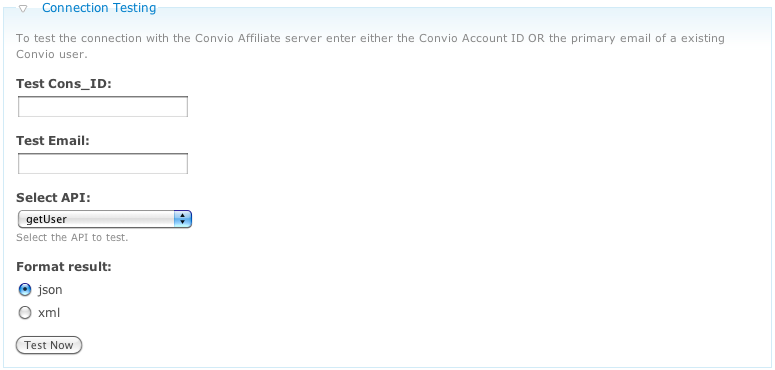 Connection Testing
To test the connection with the Convio Affiliate server enter either the Convio Account ID OR the primary email of a existing
Convio user.
Test Cons_ID:
Test Email:
Select API:
getUser
Select the API to test.
Format result:
json
xml
Test Now